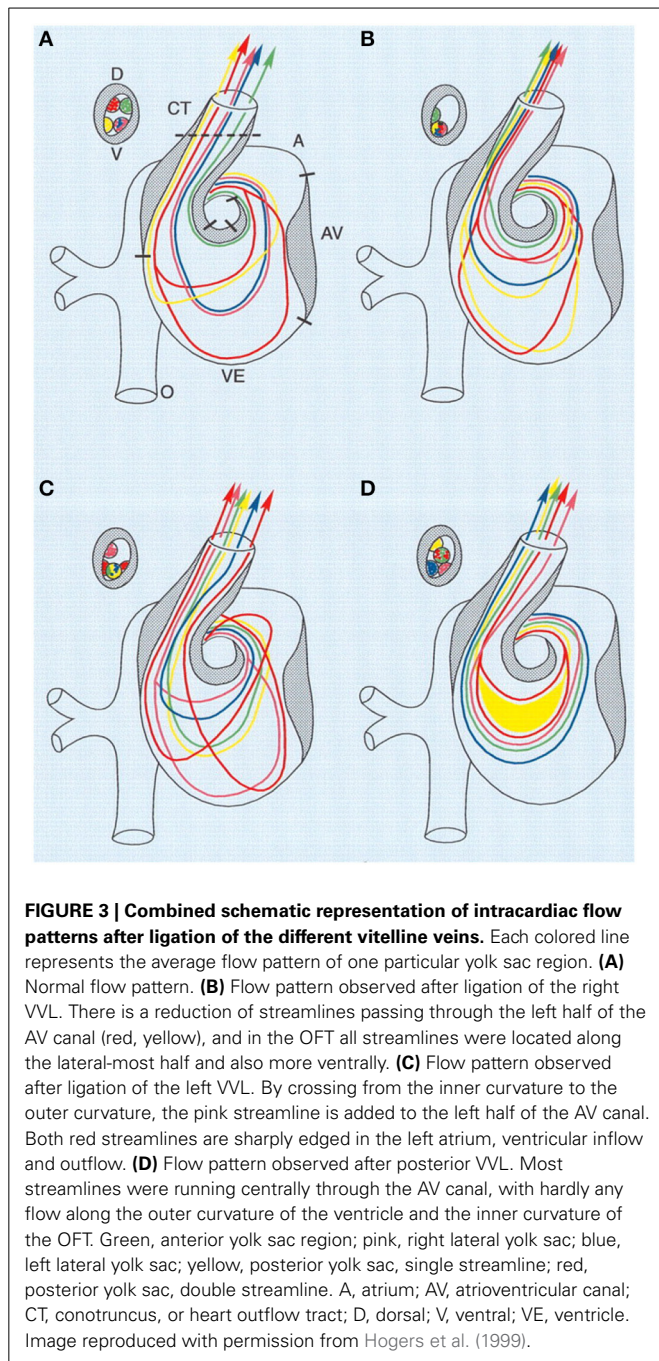 A
B
D
CT
V
A
AV
VE
O
C
D
FIGURE 3 | Combined schematic representation of intracardiac flow
patterns after ligation of the different vitelline veins. Each colored line
represents the average flow pattern of one particular yolk sac region. (A)
Normal flow pattern. (B) Flow pattern observed after ligation of the right
VVL. There is a reduction of streamlines passing through the left half of the
AV canal (red, yellow), and in the OFT all streamlines were located along
the lateral-most half and also more ventrally. (C) Flow pattern observed
after ligation of the left VVL. By crossing from the inner curvature to the
outer curvature, the pink streamline is added to the left half of the AV canal.
Both red streamlines are sharply edged in the left atrium, ventricular inflow
and outflow. (D) Flow pattern observed after posterior VVL. Most
streamlines were running centrally through the AV canal, with hardly any
flow along the outer curvature of the ventricle and the inner curvature of
the OFT. Green, anterior yolk sac region; pink, right lateral yolk sac; blue,
left lateral yolk sac; yellow, posterior yolk sac, single streamline; red,
posterior yolk sac, double streamline. A, atrium; AV, atrioventricular canal;
CT, conotruncus, or heart outflow tract; D, dorsal; V, ventral; VE, ventricle.
Image reproduced with permission from Hogers et al. (1999).